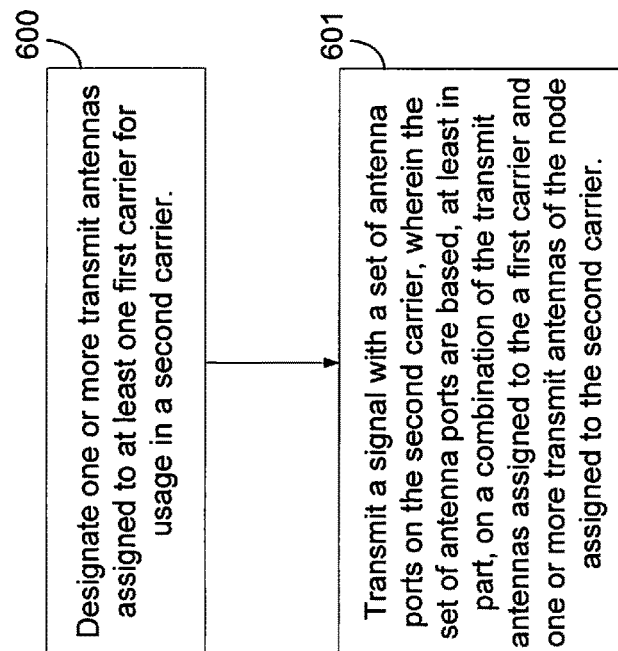 600
Designate one or more transmit antennas
assigned to at least one first carrier for
usage in a second carrier.
601
Transmit a signal with a set of antenna
ports on the second carrier, wherein the
set of antenna ports are based, at least in
part, on a combination of the transmit
antennas assigned to the a first carrier and
one or more transmit antennas of the node
assigned to the second carrier.